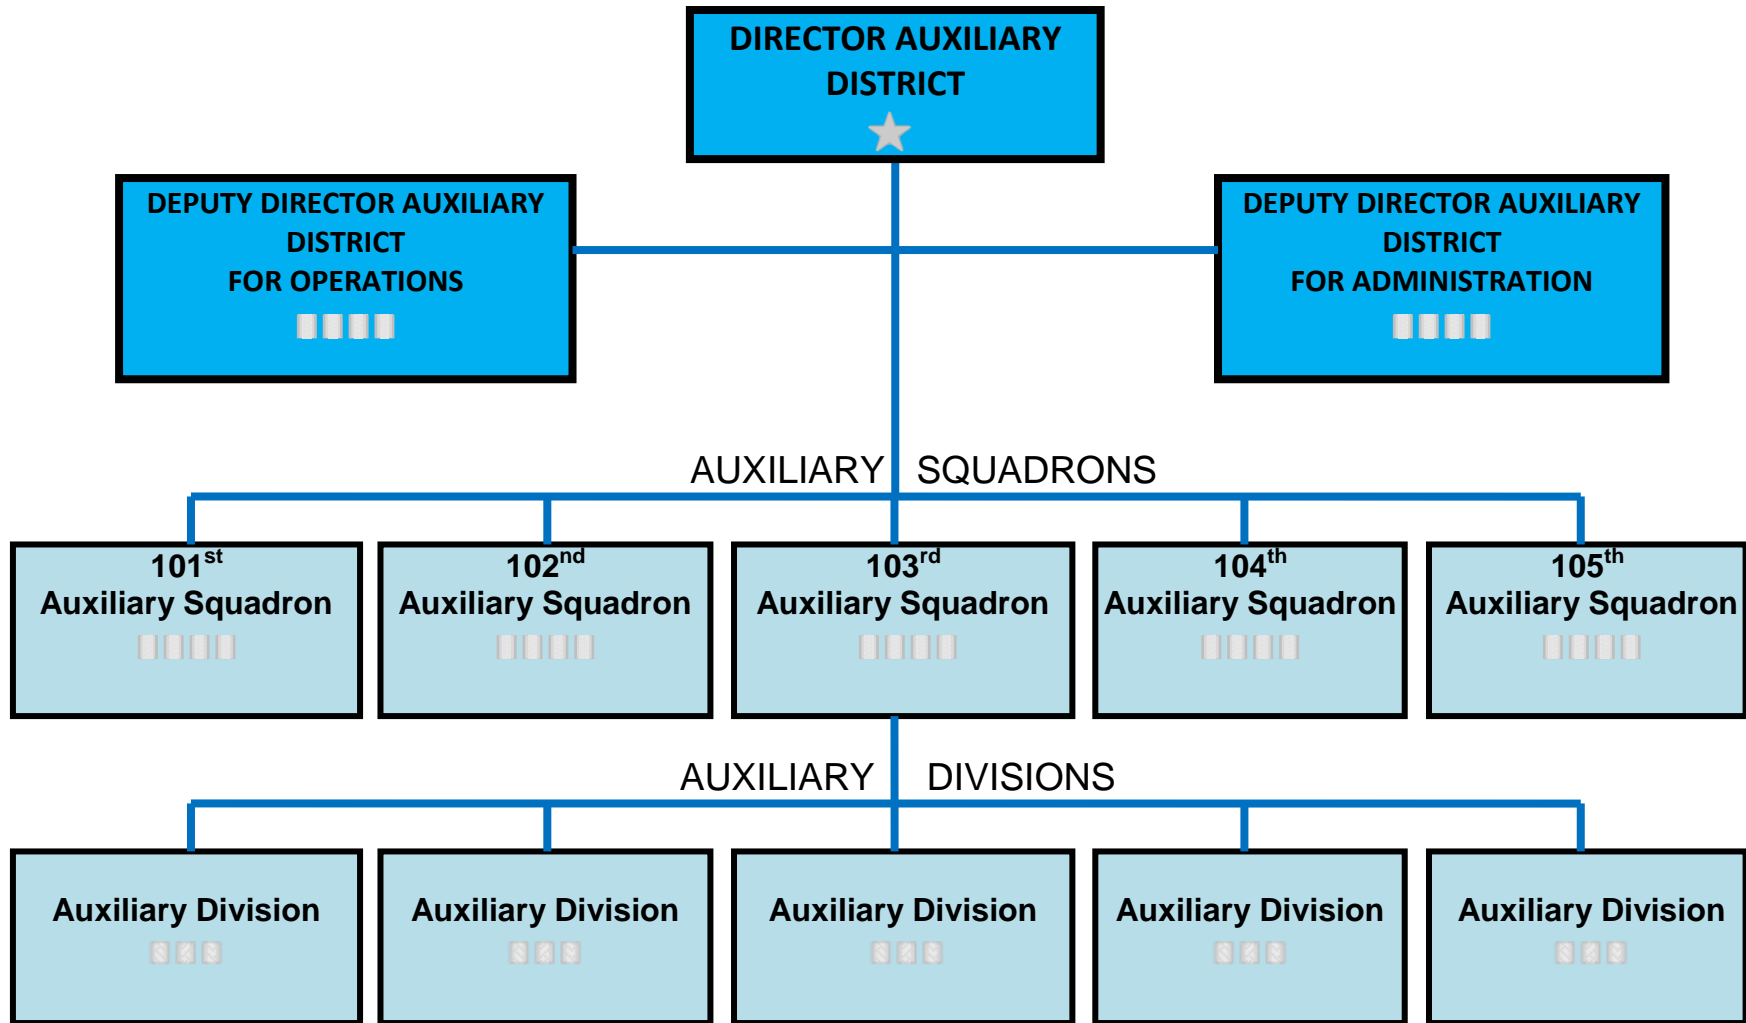 DIRECTOR AUXILIARY
DISTRICT
DEPUTY DIRECTOR AUXILIARY
DISTRICT
FOR OPERATIONS
DEPUTY DIRECTOR AUXILIARY
DISTRICT
FOR ADMINISTRATION
AUXILIARY SQUADRONS
101st
Auxiliary Squadron
102nd
Auxiliary Squadron
103rd
Auxiliary Squadron
104th
Auxiliary Squadron
105th
Auxiliary Squadron
AUXILIARY DIVISIONS
Auxiliary Division
Auxiliary Division
Auxiliary Division
Auxiliary Division
Auxiliary Division